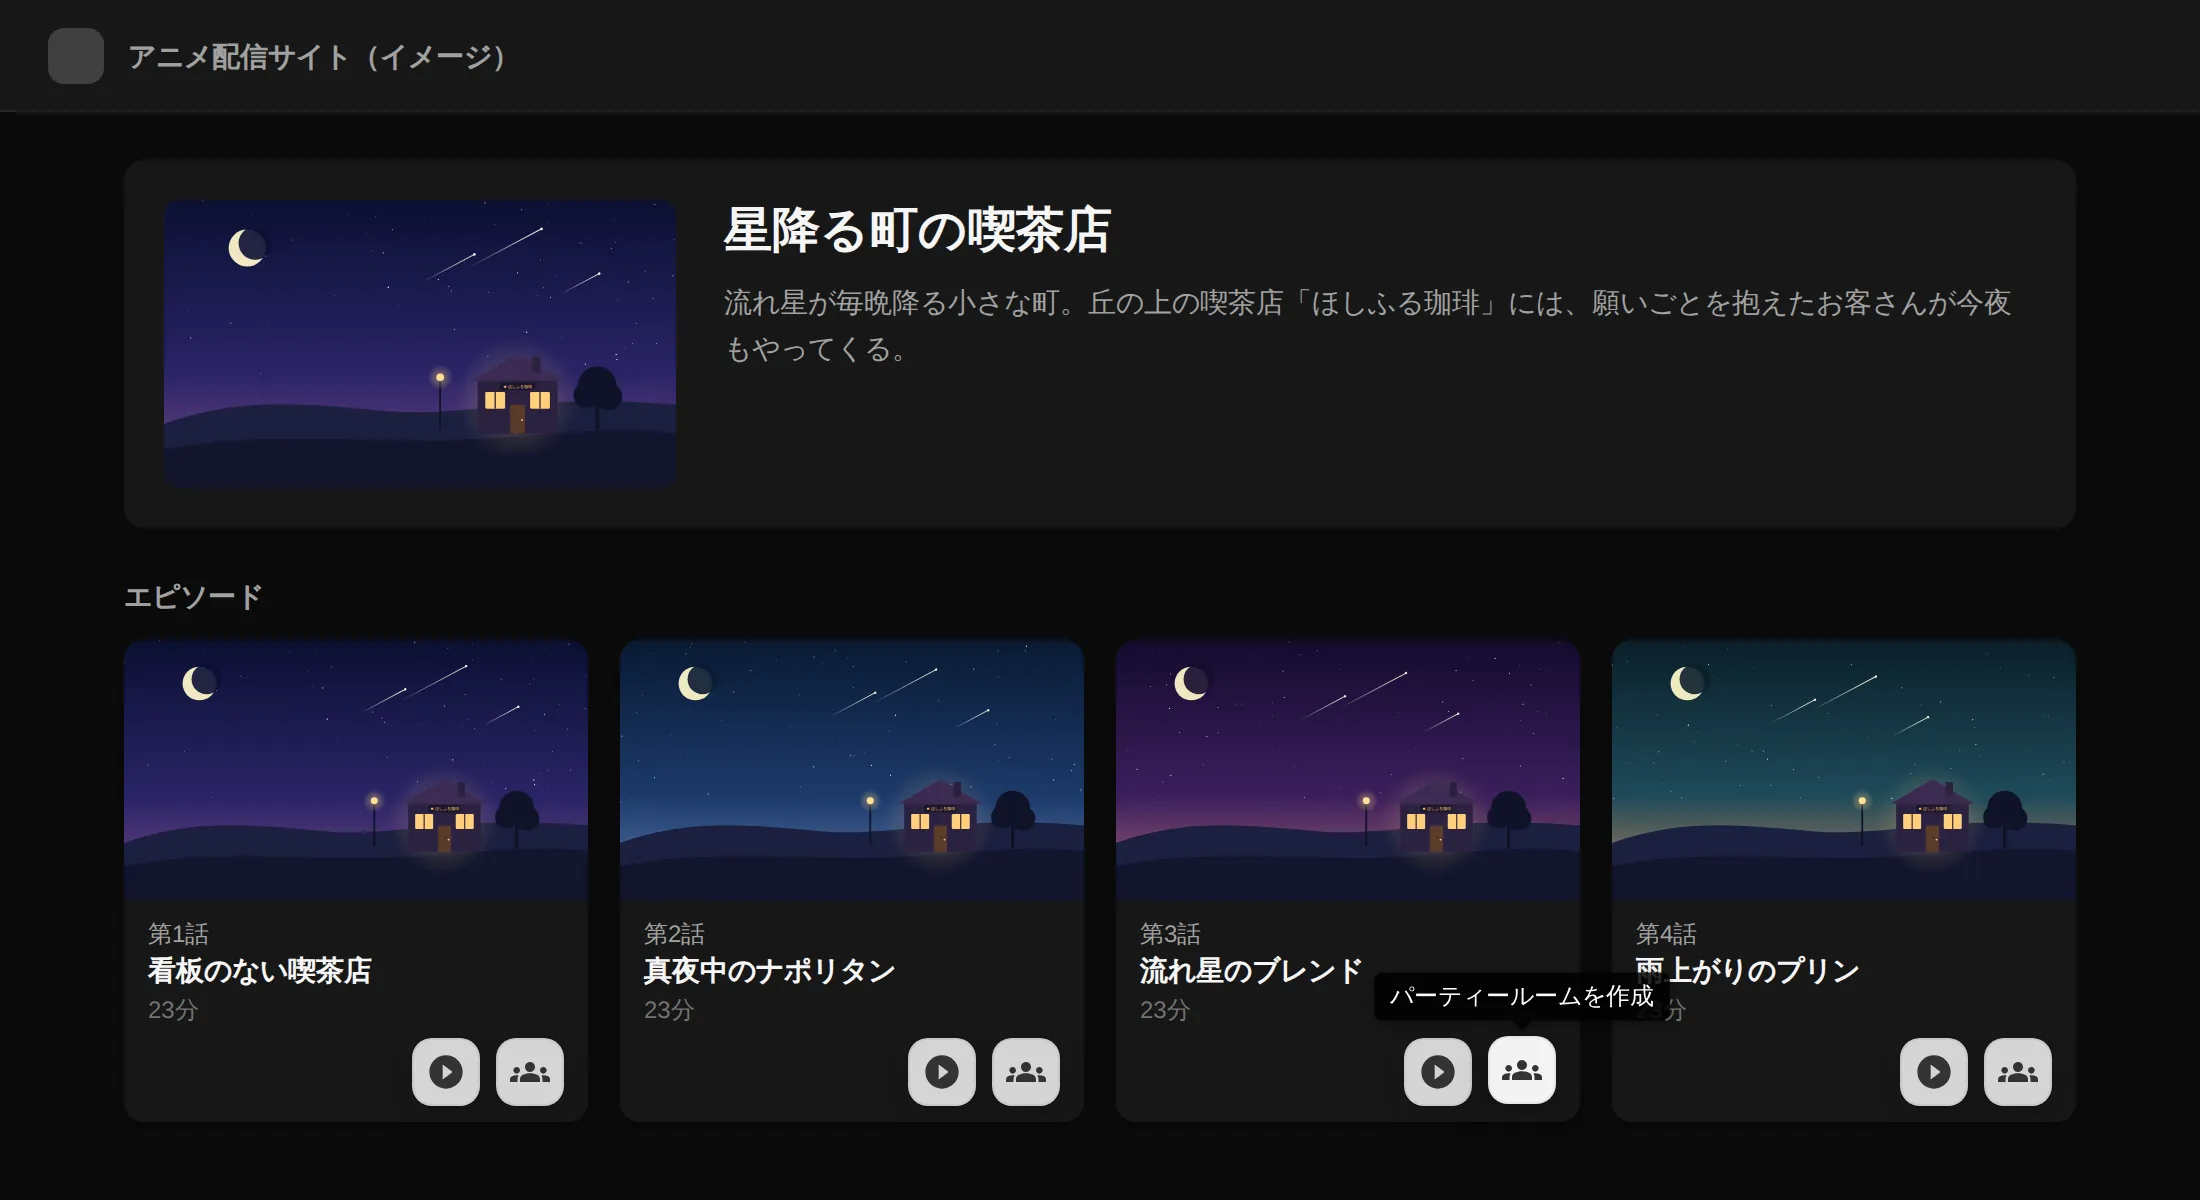 アニメ配信サイト（イメージ）
星降る町の喫茶店
流れ星が毎晩降る小さな町。丘の上の喫茶店「ほしふる珈琲」には、願いごとを抱えたお客さんが今夜
もやってくる。
エピソード
第1話
看板のない喫茶店
23分
第2話
真夜中のナポリタン
23分
第3話
流れ星のブレンド
23分
パーティールームを作成
第4話
雨上がりのプリン
23分